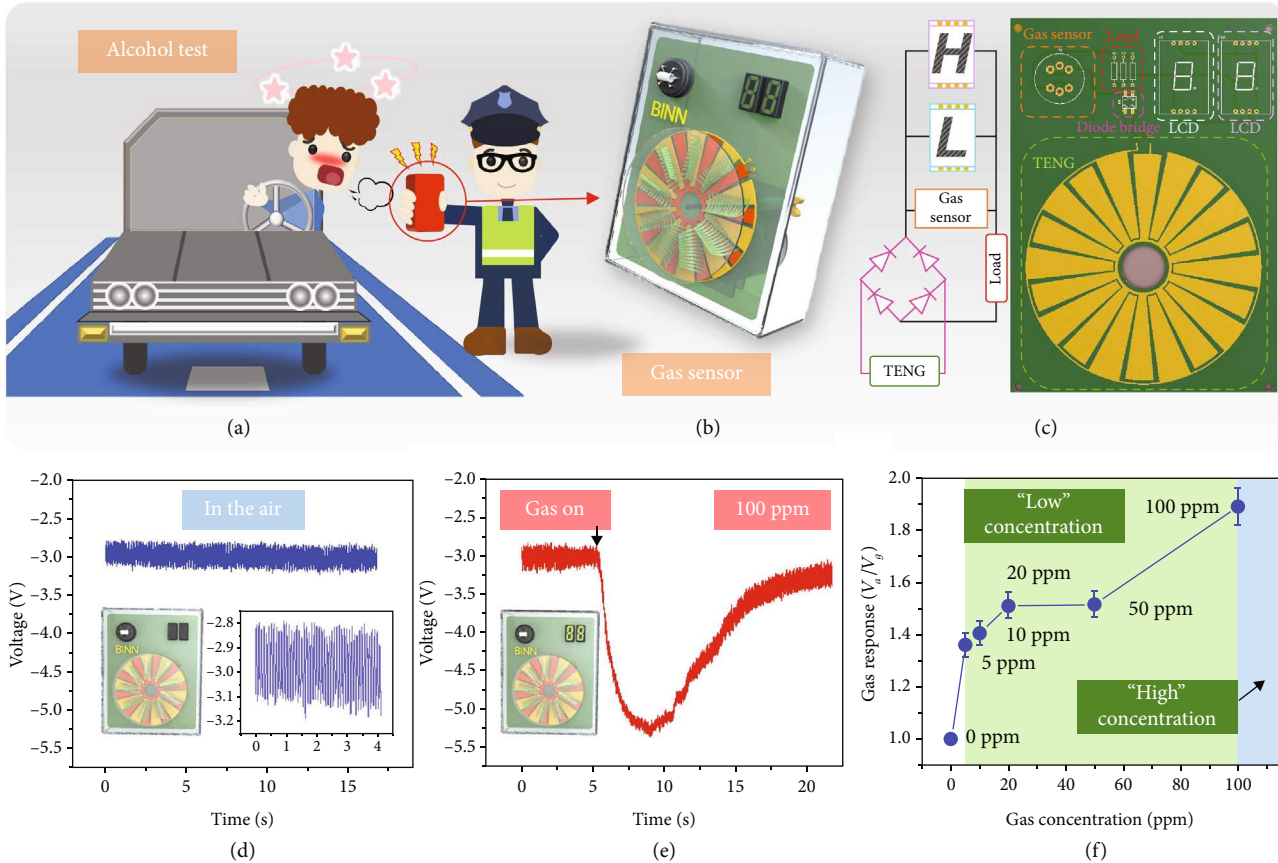 Alcohol test
BINN
88
Gas sensor
(a)
(b)
H
L
Gas
sensor
Load
TENG
Gas sensor
Load
8
8
Diode bridge
LCD
LCD
TENG
(c)
In the air
Voltage (V)
–2.0
–2.5
–3.0
–3.5
–4.0
–4.5
–5.0
–5.5
BINN
–2.8
–2.9
–3.0
–3.1
–3.2
0 1 2 3 4
0 5 10 15
Time (s)
(d)
Gas on
100 ppm
Voltage (V)
–2.0
–2.5
–3.0
–3.5
–4.0
–4.5
–5.0
–5.5
88
BINN
0 5 10 15 20
Time (s)
(e)
Gas response (Va/Vg)
2.0
1.8
1.6
1.4
1.2
1.0
"Low"
concentration
100 ppm
20 ppm
50 ppm
10 ppm
5 ppm
"High"
concentration
0 ppm
0 20 40 60 80 100
Gas concentration (ppm)
(f)